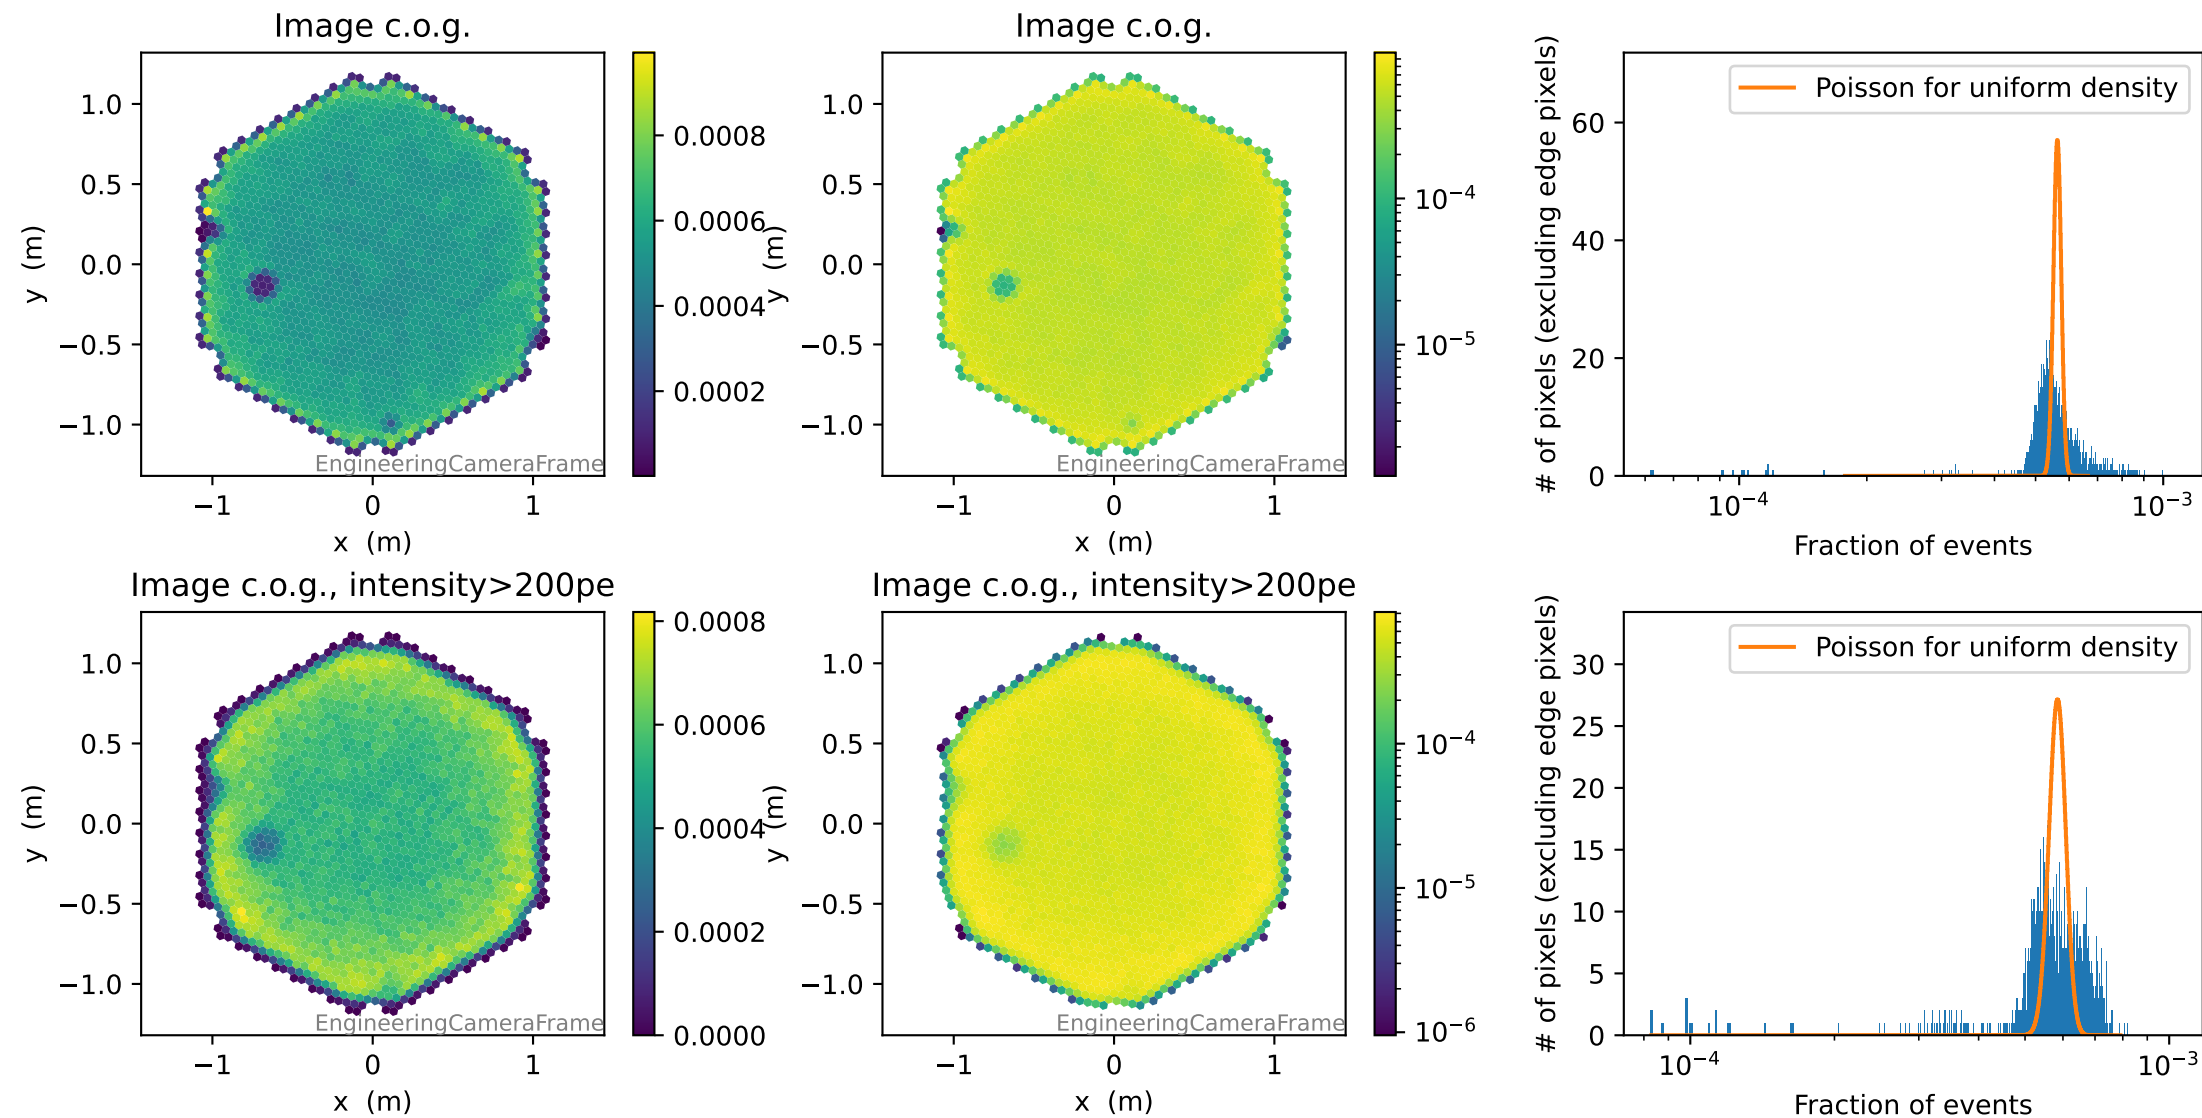 Image c.o.g.
1.0
0.5
0.0
−0.5
−1.0
y (m)
−1
0
1
x (m)
EngineeringCameraFrame
0.0008
0.0006
0.0004
0.0002
Image c.o.g.
1.0
0.5
0.0
−0.5
−1.0
y (m)
−1
0
1
x (m)
EngineeringCameraFrame
10⁻⁴
10⁻⁵
# of pixels (excluding edge pixels)
60
40
20
0
Poisson for uniform density
10⁻⁴
10⁻³
Fraction of events
Image c.o.g., intensity>200pe
1.0
0.5
0.0
−0.5
−1.0
y (m)
−1
0
1
x (m)
EngineeringCameraFrame
0.0008
0.0006
0.0004
0.0002
0.0000
Image c.o.g., intensity>200pe
1.0
0.5
0.0
−0.5
−1.0
y (m)
−1
0
1
x (m)
EngineeringCameraFrame
10⁻⁴
10⁻⁵
10⁻⁶
# of pixels (excluding edge pixels)
30
25
20
15
10
5
0
Poisson for uniform density
10⁻⁴
10⁻³
Fraction of events